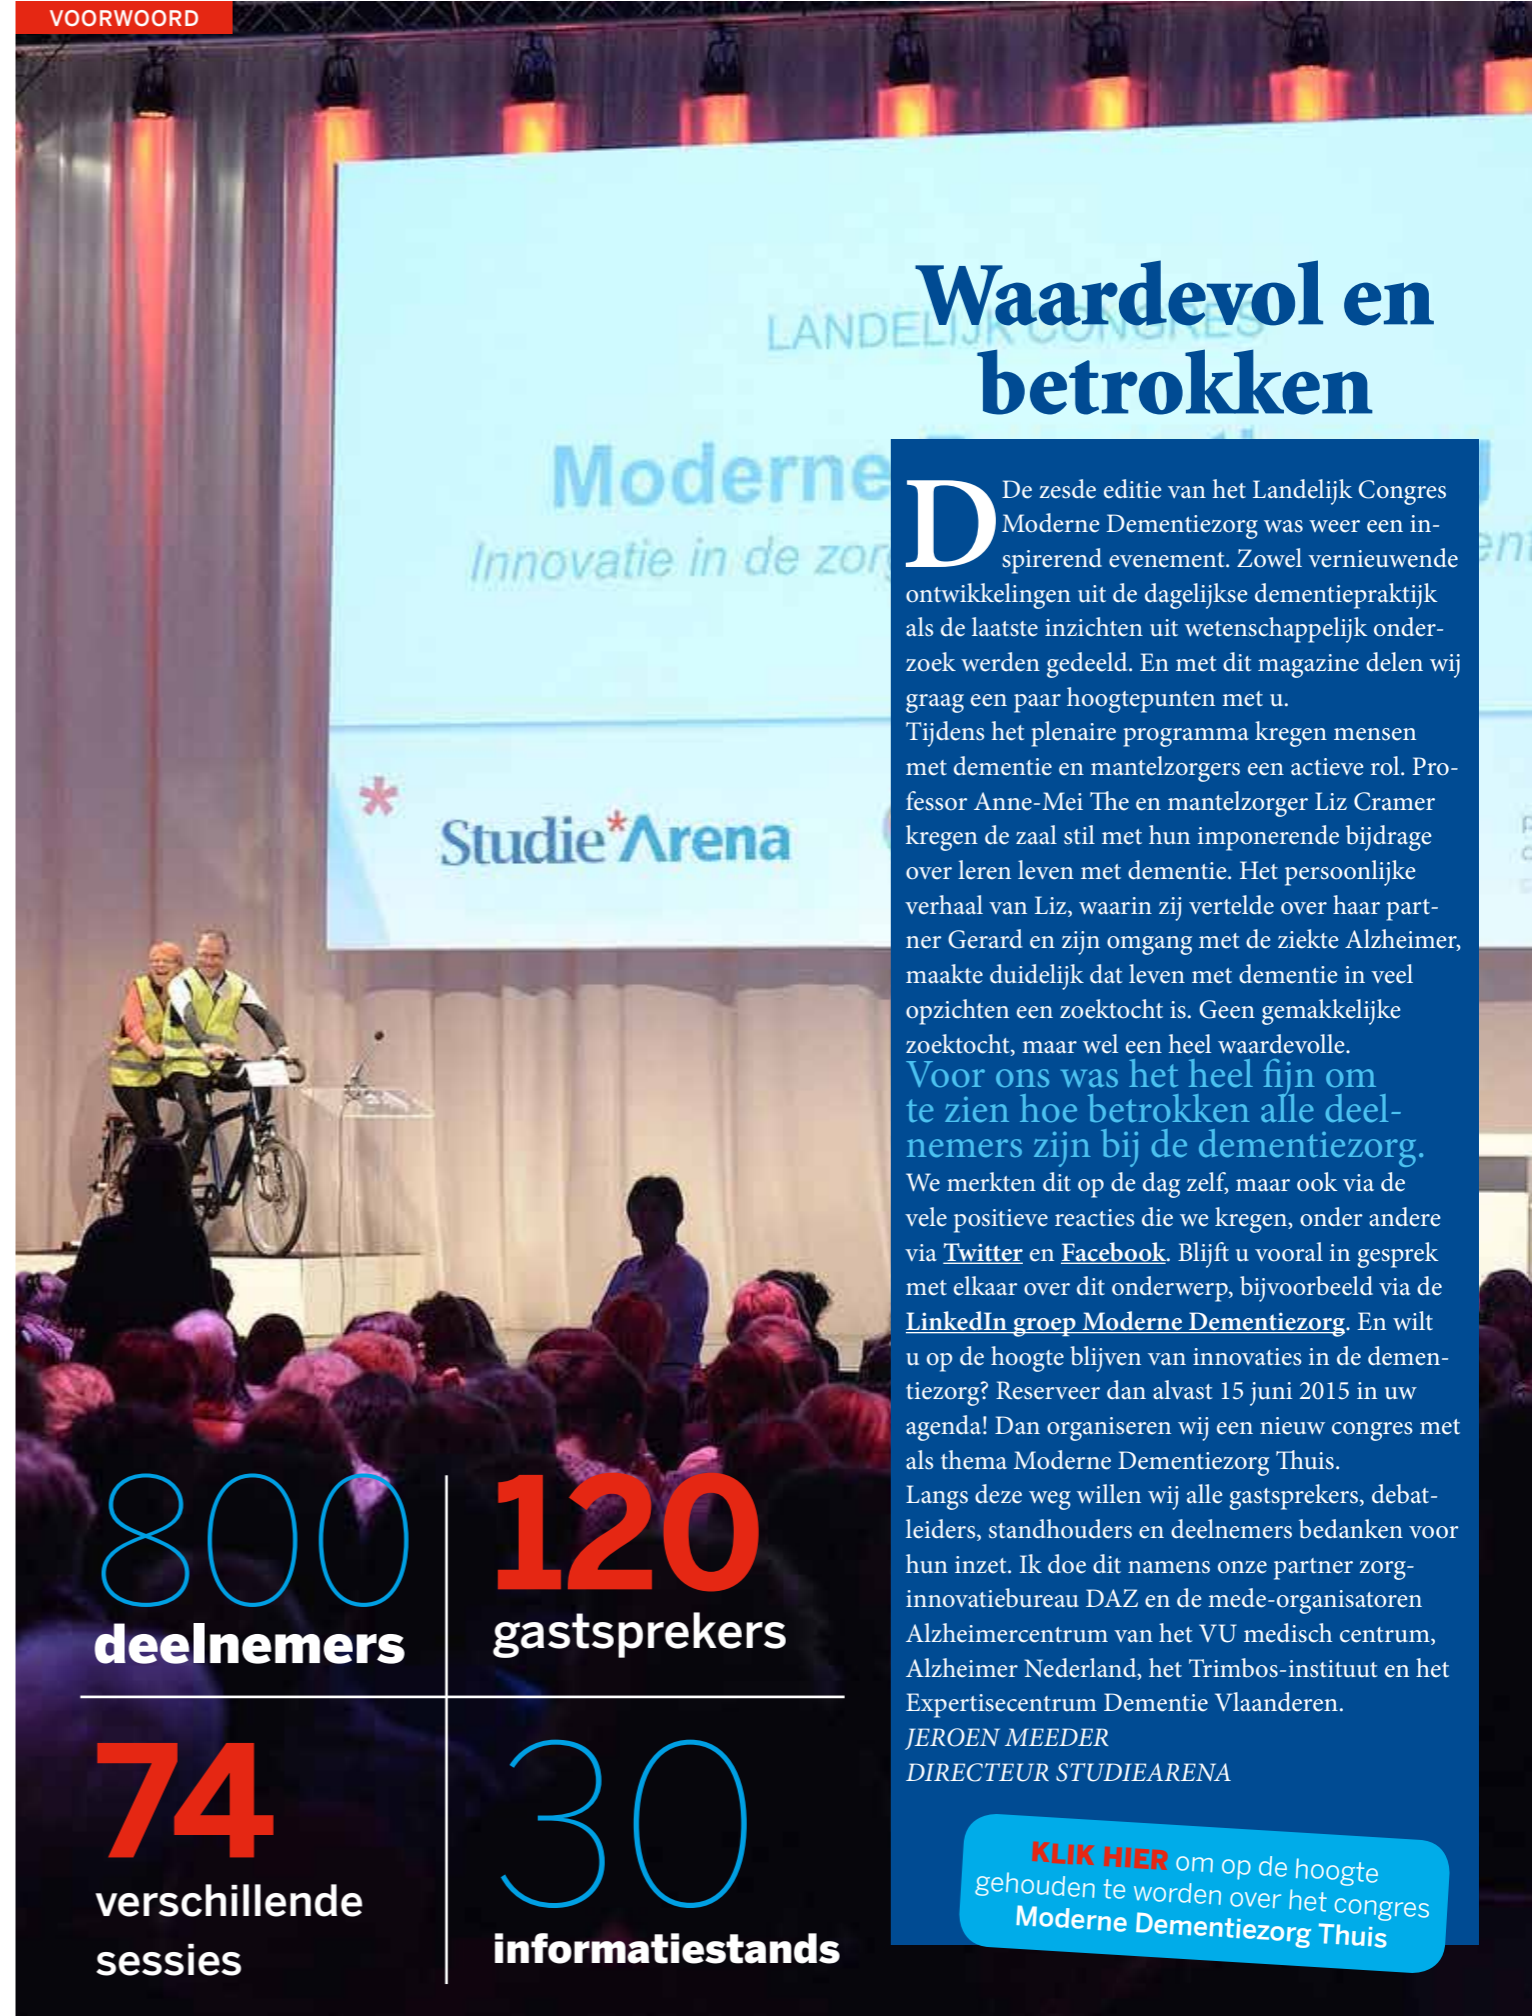 VOORWOORD
LANDELIJK CONGRES
Moderne
Innovatie in de
Studie*Arena
Waardevol en
betrokken
De zesde editie van het Landelijk Congres
Moderne Dementiezorg was weer een in-
spirerend evenement. Zowel vernieuwende
ontwikkelingen uit de dagelijkse dementiepraktijk
als de laatste inzichten uit wetenschappelijk onder-
zoek werden gedeeld. En met dit magazine delen wij
graag een paar hoogtepunten met u.
Tijdens het plenaire programma kregen mensen
met dementie en mantelzorgers een actieve rol. Pro-
fessor Anne-Mei The en mantelzorger Liz Cramer
kregen de zaal stil met hun imponerende bijdrage
over leren leven met dementie. Het persoonlijke
verhaal van Liz, waarin zij vertelde over haar part-
ner Gerard en zijn omgang met de ziekte Alzheimer,
maakte duidelijk dat leven met dementie in veel
opzichten een zoektocht is. Geen gemakkelijke
zoektocht, maar wel een heel waardevolle.
Voor ons was het heel fijn om
te zien hoe betrokken alle deel-
nemers zijn bij de dementiezorg.
We merkten dit op de dag zelf, maar ook via de
vele positieve reacties die we kregen, onder andere
via Twitter en Facebook. Blijft u vooral in gesprek
met elkaar over dit onderwerp, bijvoorbeeld via de
LinkedIn groep Moderne Dementiezorg. En wilt
u op de hoogte blijven van innovaties in de demen-
tiezorg? Reserveer dan alvast 15 juni 2015 in uw
agenda! Dan organiseren wij een nieuw congres met
als thema Moderne Dementiezorg Thuis.
Langs deze weg willen wij alle gastsprekers, debat-
leiders, standhouders en deelnemers bedanken voor
hun inzet. Ik doe dit namens onze partner zorg-
innovatiebureau DAZ en de mede-organisatoren
Alzheimercentrum van het VU medisch centrum,
Alzheimer Nederland, het Trimbos-instituut en het
Expertisecentrum Dementie Vlaanderen.
JEROEN MEEDER
DIRECTEUR STUDIEARENA
KLIK HIER om op de hoogte
gehouden te worden over het congres
Moderne Dementiezorg Thuis
800
deelnemers
120
gastsprekers
74
verschillende
sessies
30
informatiestands